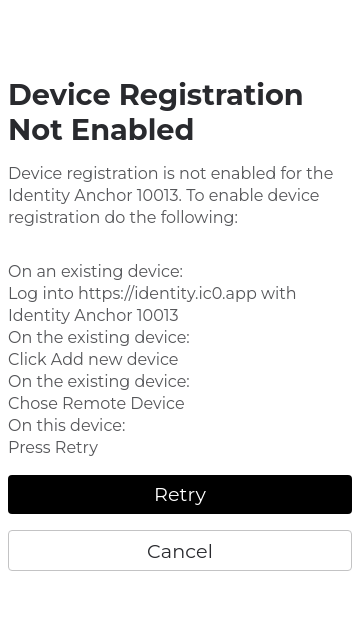 Device Registration
Not Enabled
Device registration is not enabled for the
Identity Anchor 10013. To enable device
registration do the following:
On an existing device:
Log into https://identity.ic0.app with
Identity Anchor 10013
On the existing device:
Click Add new device
On the existing device:
Chose Remote Device
On this device:
Press Retry
Retry
Cancel